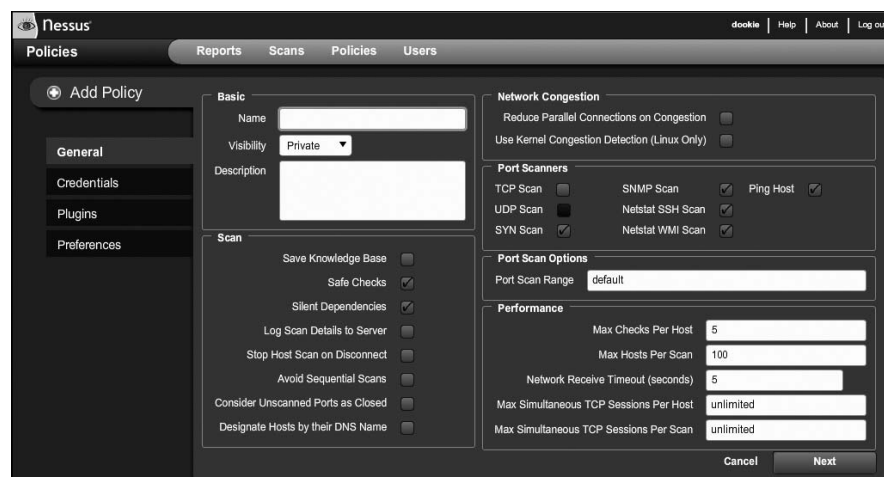 Nessus
dookie | Help | About | Log ou
Policies
Reports Scans Policies Users
Add Policy
General
Credentials
Plugins
Preferences
Basic
Name
Visibility Private
Description
Scan
Save Knowledge Base
Safe Checks
Silent Dependencies
Log Scan Details to Server
Stop Host Scan on Disconnect
Avoid Sequential Scans
Consider Unscanned Ports as Closed
Designate Hosts by their DNS Name
Network Congestion
Reduce Parallel Connections on Congestion
Use Kernel Congestion Detection (Linux Only)
Port Scanners
TCP Scan SNMP Scan Ping Host
UDP Scan Netstat SSH Scan
SYN Scan Netstat WMI Scan
Port Scan Options
Port Scan Range default
Performance
Max Checks Per Host 5
Max Hosts Per Scan 100
Network Receive Timeout (seconds) 5
Max Simultaneous TCP Sessions Per Host unlimited
Max Simultaneous TCP Sessions Per Scan unlimited
Cancel Next